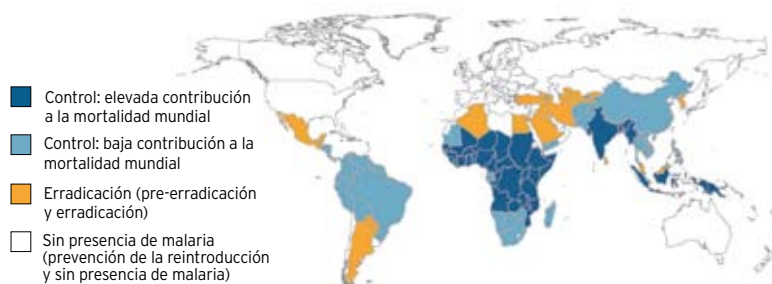 Control: elevada contribución
a la mortalidad mundial
Control: baja contribución a la
mortalidad mundial
Erradicación (pre-erradicación
y erradicación)
Sin presencia de malaria
(prevención de la reintroducción
y sin presencia de malaria)